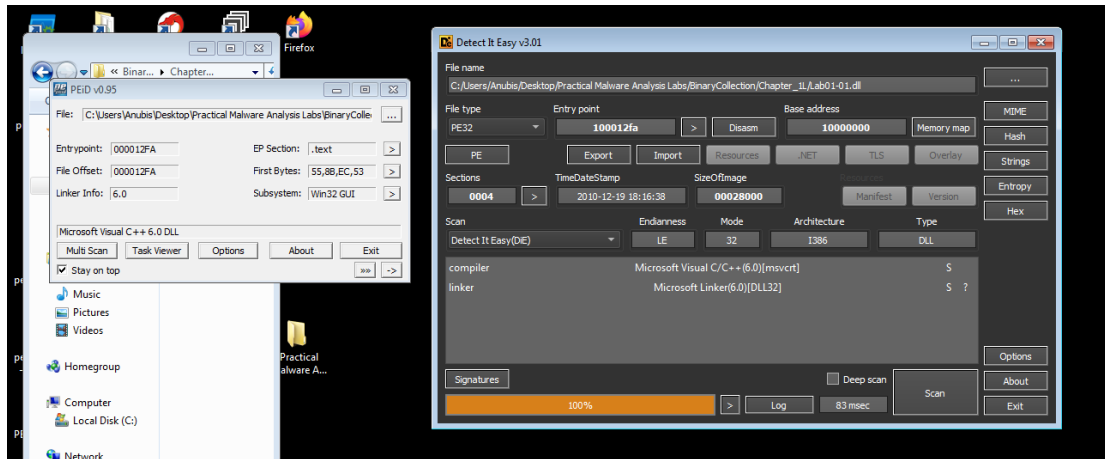 Firefox
« Binar... ▸ Chapter...
PEiD v0.95
File: C:\Users\Anubis\Desktop\Practical Malware Analysis Labs\BinaryColle
...
Entrypoint: 000012FA
EP Section: .text
>
File Offset: 000012FA
First Bytes: 55,8B,EC,53
>
Linker Info: 6.0
Subsystem: Win32 GUI
>
Microsoft Visual C++ 6.0 DLL
Multi Scan
Task Viewer
Options
About
Exit
Stay on top
»»
->
Music
Pictures
Videos
Homegroup
Computer
Local Disk (C:)
Network
Practical
alware A...
Detect It Easy v3.01
File name
C:/Users/Anubis/Desktop/Practical Malware Analysis Labs/BinaryCollection/Chapter_1L/Lab01-01.dll
...
File type
Entry point
Base address
PE32
100012fa
>
Disasm
10000000
Memory map
MIME
Hash
PE
Export
Import
Resources
.NET
TLS
Overlay
Strings
Sections
TimeDateStamp
SizeOfImage
Resources
Entropy
0004
>
2010-12-19 18:16:38
00028000
Manifest
Version
Hex
Scan
Endianness
Mode
Architecture
Type
Detect It Easy(DiE)
LE
32
I386
DLL
compiler
Microsoft Visual C/C++(6.0)[msvcrt]
S
linker
Microsoft Linker(6.0)[DLL32]
S ?
Options
Signatures
Deep scan
Scan
About
100%
>
Log
83 msec
Exit